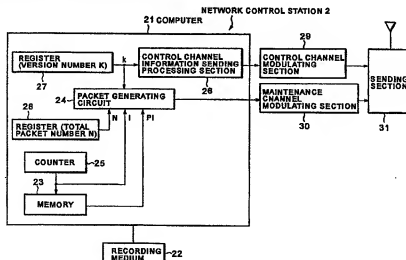 NETWORK CONTROL STATION 2
21 COMPUTER
REGISTER
(VERSION NUMBER K)
27
k
CONTROL CHANNEL
INFORMATION SENDING
PROCESSING SECTION
26
29
CONTROL CHANNEL
MODULATING
SECTION
24
PACKET GENERATING
CIRCUIT
28
REGISTER (TOTAL
PACKET NUMBER N)
N
I
PI
MAINTENANCE
CHANNEL
MODULATING SECTION
30
SENDING
SECTION
31
COUNTER
25
23
MEMORY
RECORDING
MEDIUM
22